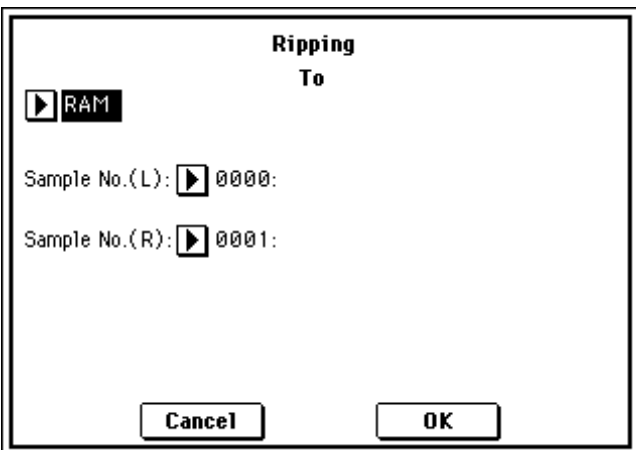 Ripping
To
RAM
Sample No.(L): 0000:
Sample No.(R): 0001:
Cancel OK